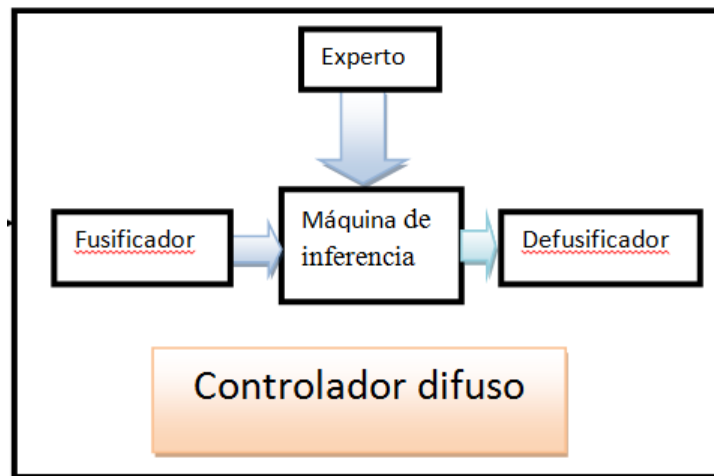 Experto
Fusificador
Máquina de
inferencia
Defusificador
Controlador difuso